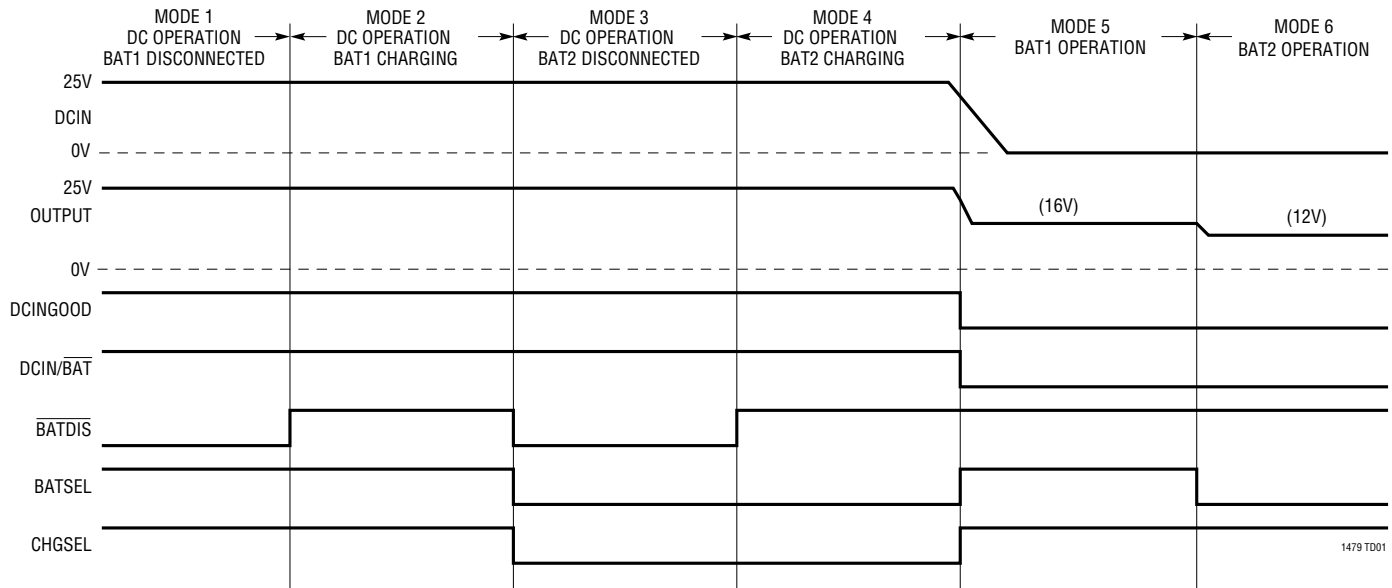 MODE 1
DC OPERATION
BAT1 DISCONNECTED
MODE 2
DC OPERATION
BAT1 CHARGING
MODE 3
DC OPERATION
BAT2 DISCONNECTED
MODE 4
DC OPERATION
BAT2 CHARGING
MODE 5
BAT1 OPERATION
MODE 6
BAT2 OPERATION
25V
DCIN
0V
25V
OUTPUT
(16V)
(12V)
0V
DCINGOOD
DCIN/B̅A̅T̅
B̅A̅T̅D̅I̅S̅
BATSEL
CHGSEL
1479 TD01